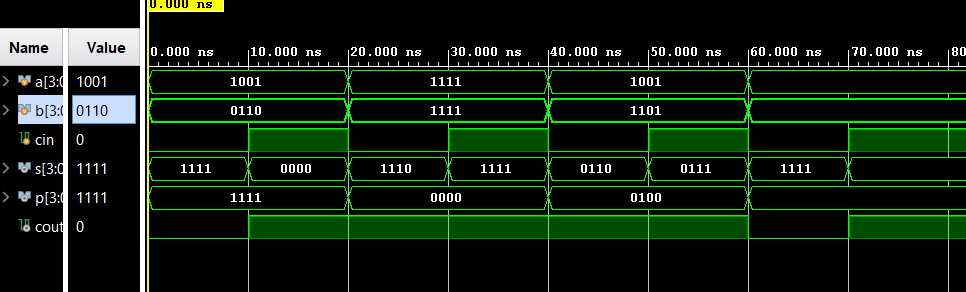 0.000 ns
Name Value 0.000 ns 10.000 ns 20.000 ns 30.000 ns 40.000 ns 50.000 ns 60.000 ns 70.000 ns 80
a[3:0 1001 1001 1111 1001
b[3:0 0110 0110 1111 1101
cin 0
s[3:0 1111 1111 0000 1110 1111 0110 0111 1111
p[3:0 1111 1111 0000 0100
cout 0